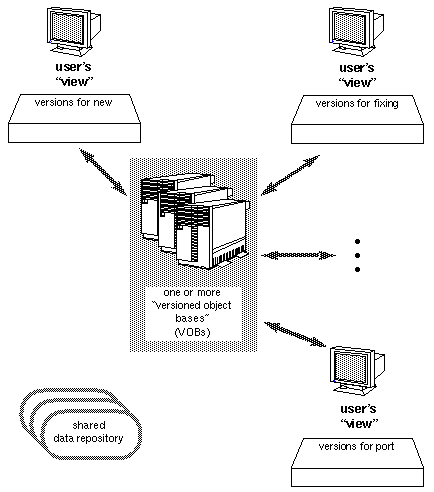 user's
"view"
versions for new
user's
"view"
versions for fixing
one or more
"versioned object
bases"
(VOBs)
user's
"view"
versions for port
shared
data repository